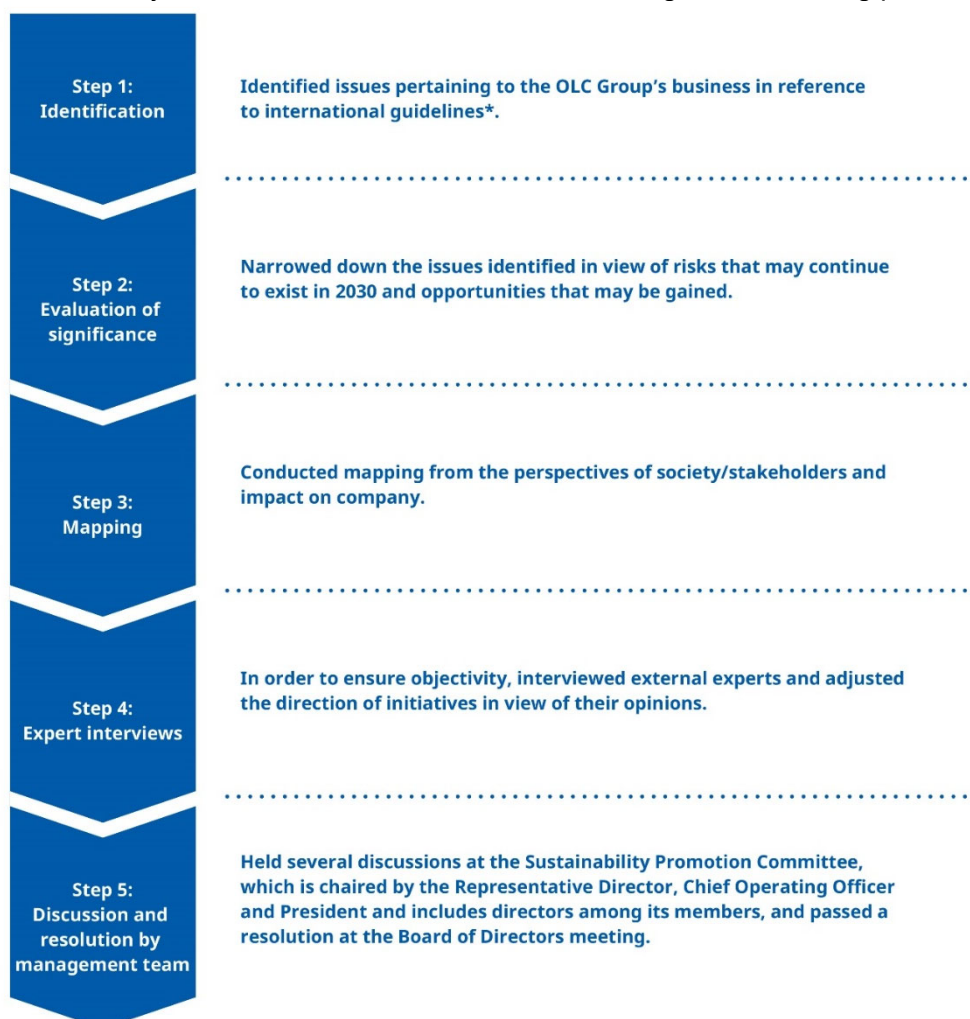 Step 1:
Identification
Identified issues pertaining to the OLC Group's business in reference
to international guidelines*.
Step 2:
Evaluation of
significance
Narrowed down the issues identified in view of risks that may continue
to exist in 2030 and opportunities that may be gained.
Step 3:
Mapping
Conducted mapping from the perspectives of society/stakeholders and
impact on company.
Step 4:
Expert interviews
In order to ensure objectivity, interviewed external experts and adjusted
the direction of initiatives in view of their opinions.
Step 5:
Discussion and
resolution by
management team
Held several discussions at the Sustainability Promotion Committee,
which is chaired by the Representative Director, Chief Operating Officer
and President and includes directors among its members, and passed a
resolution at the Board of Directors meeting.